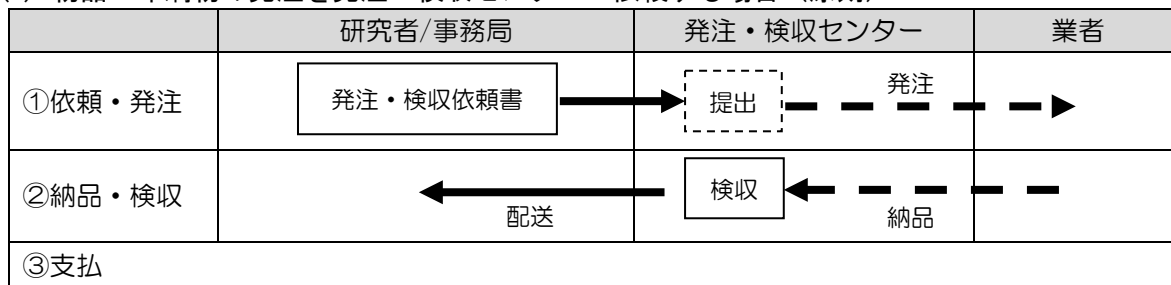 研究者/事務局 発注・検収センター 業者
①依頼・発注 発注・検収依頼書 提出 発注
②納品・検収 配送 検収 納品
③支払